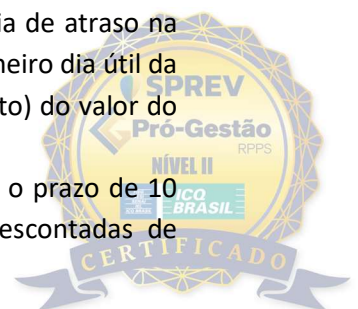 ia de atraso na
neiro dia útil da
to) do valor do
o prazo de 10
escontadas de
SPREV
Pró-Gestão
RPPS
NÍVEL II
ICQ
BRASIL
CERTIFICADO